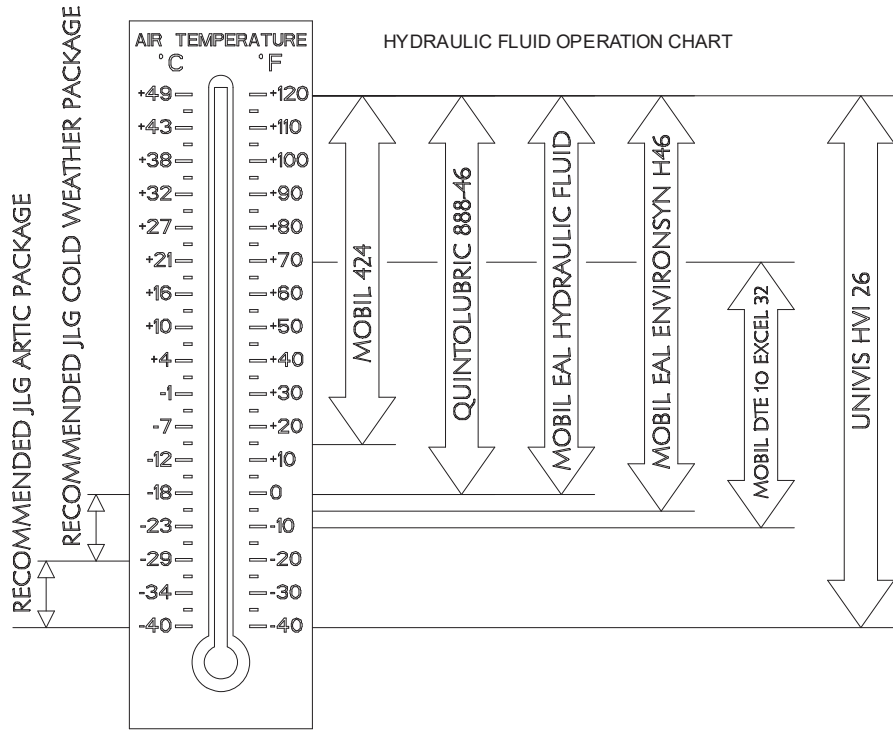 HYDRAULIC FLUID OPERATION CHART
AIR TEMPERATURE
°C °F
+49 +120
+43 +110
+38 +100
+32 +90
+27 +80
+21 +70
+16 +60
+10 +50
+4 +40
-1 +30
-7 +20
-12 +10
-18 0
-23 -10
-29 -20
-34 -30
-40 -40
RECOMMENDED JLG ARTIC PACKAGE
RECOMMENDED JLG COLD WEATHER PACKAGE
MOBIL 424
QUINTOLUBRIC 888-46
MOBIL EAL HYDRAULIC FLUID
MOBIL EAL ENVIRONSYN H46
MOBIL DTE 10 EXCEL 32
UNIVIS HVI 26